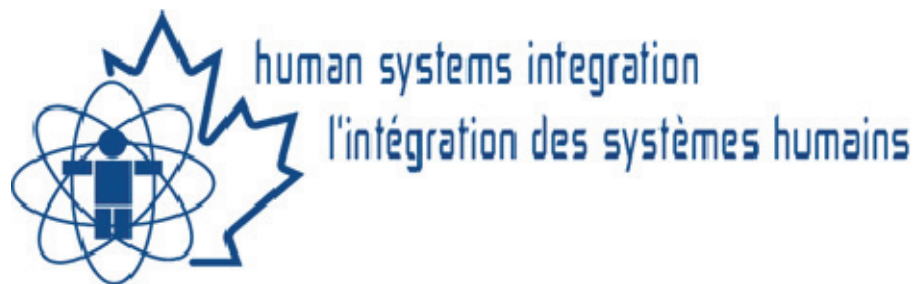 human systems integration
l'intégration des systèmes humains